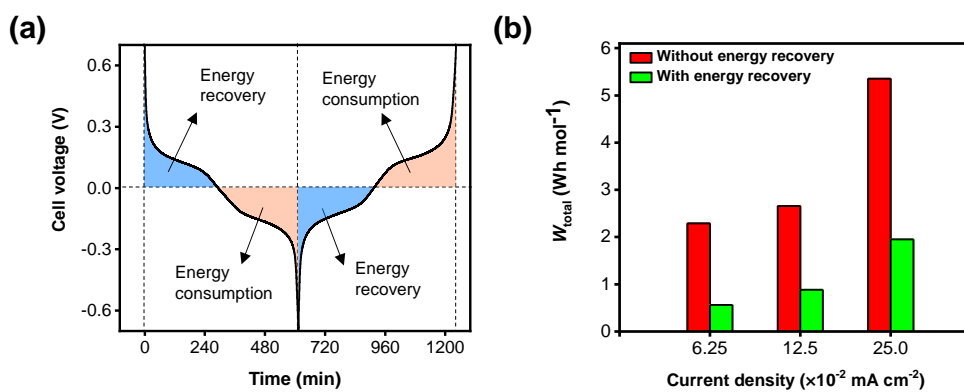 (a)
Cell voltage (V)
0.6
0.3
0.0
-0.3
-0.6
Energy
recovery
Energy
consumption
Energy
consumption
Energy
recovery
0 240 480 720 960 1200
Time (min)
(b)
W_total (Wh mol⁻¹)
6
5
4
3
2
1
0
Without energy recovery
With energy recovery
6.25 12.5 25.0
Current density (×10⁻² mA cm⁻²)